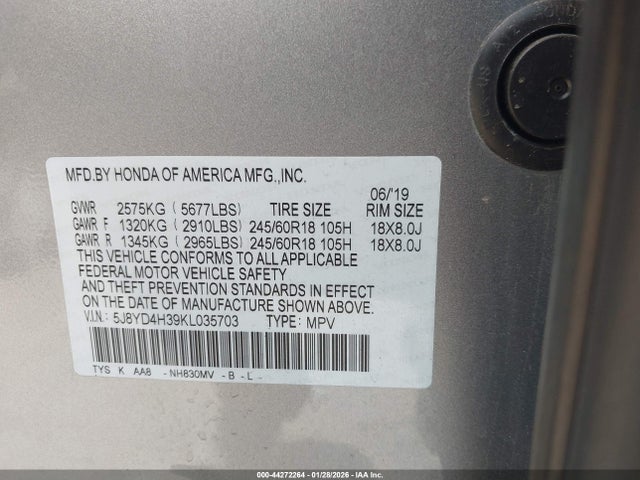 MFD.BY HONDA OF AMERICA MFG.,INC.
06/'19
GVWR 2575KG ( 5677LBS) TIRE SIZE RIM SIZE
GAWR F 1320KG ( 2910LBS) 245/60R18 105H 18X8.0J
GAWR R 1345KG ( 2965LBS) 245/60R18 105H 18X8.0J
THIS VEHICLE CONFORMS TO ALL APPLICABLE
FEDERAL MOTOR VEHICLE SAFETY
AND THEFT PREVENTION STANDARDS IN EFFECT
ON THE DATE OF MANUFACTURE SHOWN ABOVE.
V.I.N.: 5J8YD4H39KL035703 TYPE: MPV
TYS K AA8 -NH830MV -B -L-
000-44272264 | 01/28/2026 | IAA Inc.